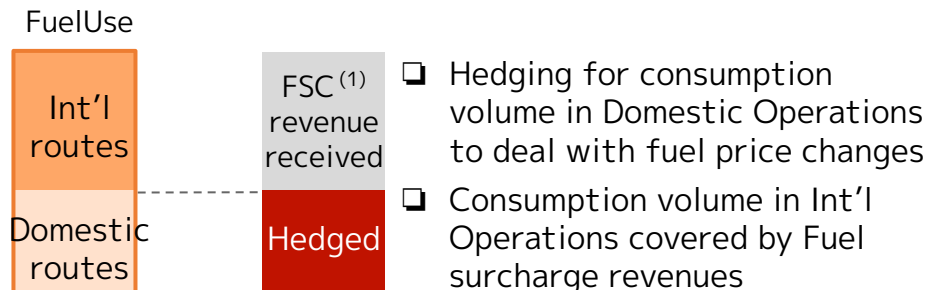 FuelUse
Int’l
routes
Domestic
routes
FSC (1)
revenue
received
Hedged
❑ Hedging for consumption
volume in Domestic Operations
to deal with fuel price changes
❑ Consumption volume in Int’l
Operations covered by Fuel
surcharge revenues